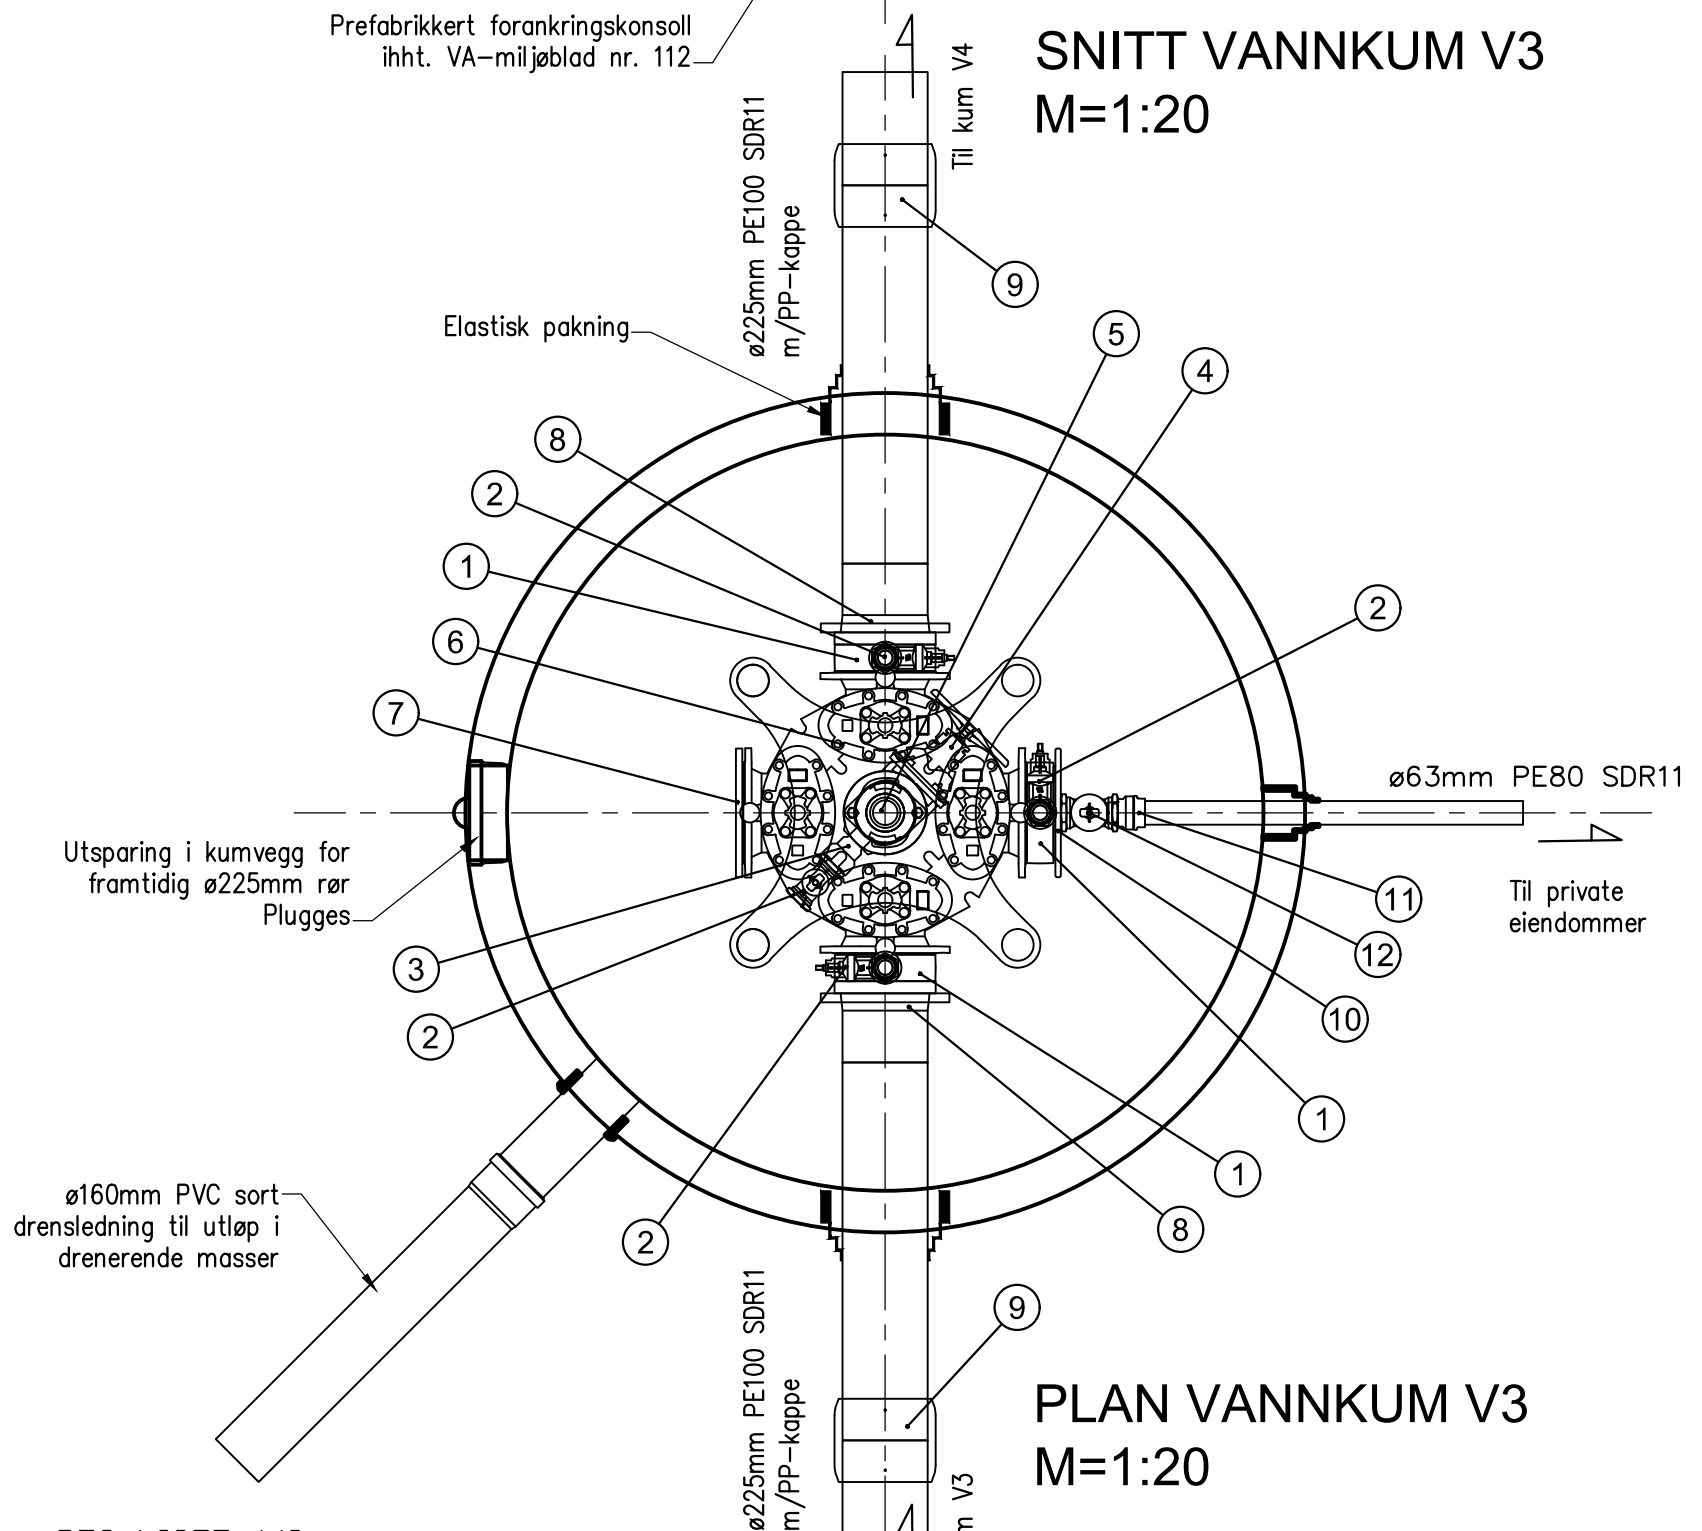 Prefabrikkert forankringskonsoll
ihht. VA-miljøblad nr. 112
SNITT VANNKUM V3
M=1:20
Til kum V4
ø225mm PE100 SDR11
m/PP-kappe
9
Elastisk pakning
5
4
8
2
1
6
7
2
ø63mm PE80 SDR11
Utsparing i kumvegg for
framtidig ø225mm rør
Plugges
Til private
eiendommer
11
12
10
3
2
1
1
8
2
ø160mm PVC sort
drensledning til utløp i
drenerende masser
9
ø225mm PE100 SDR11
m/PP-kappe
PLAN VANNKUM V3
M=1:20
V3